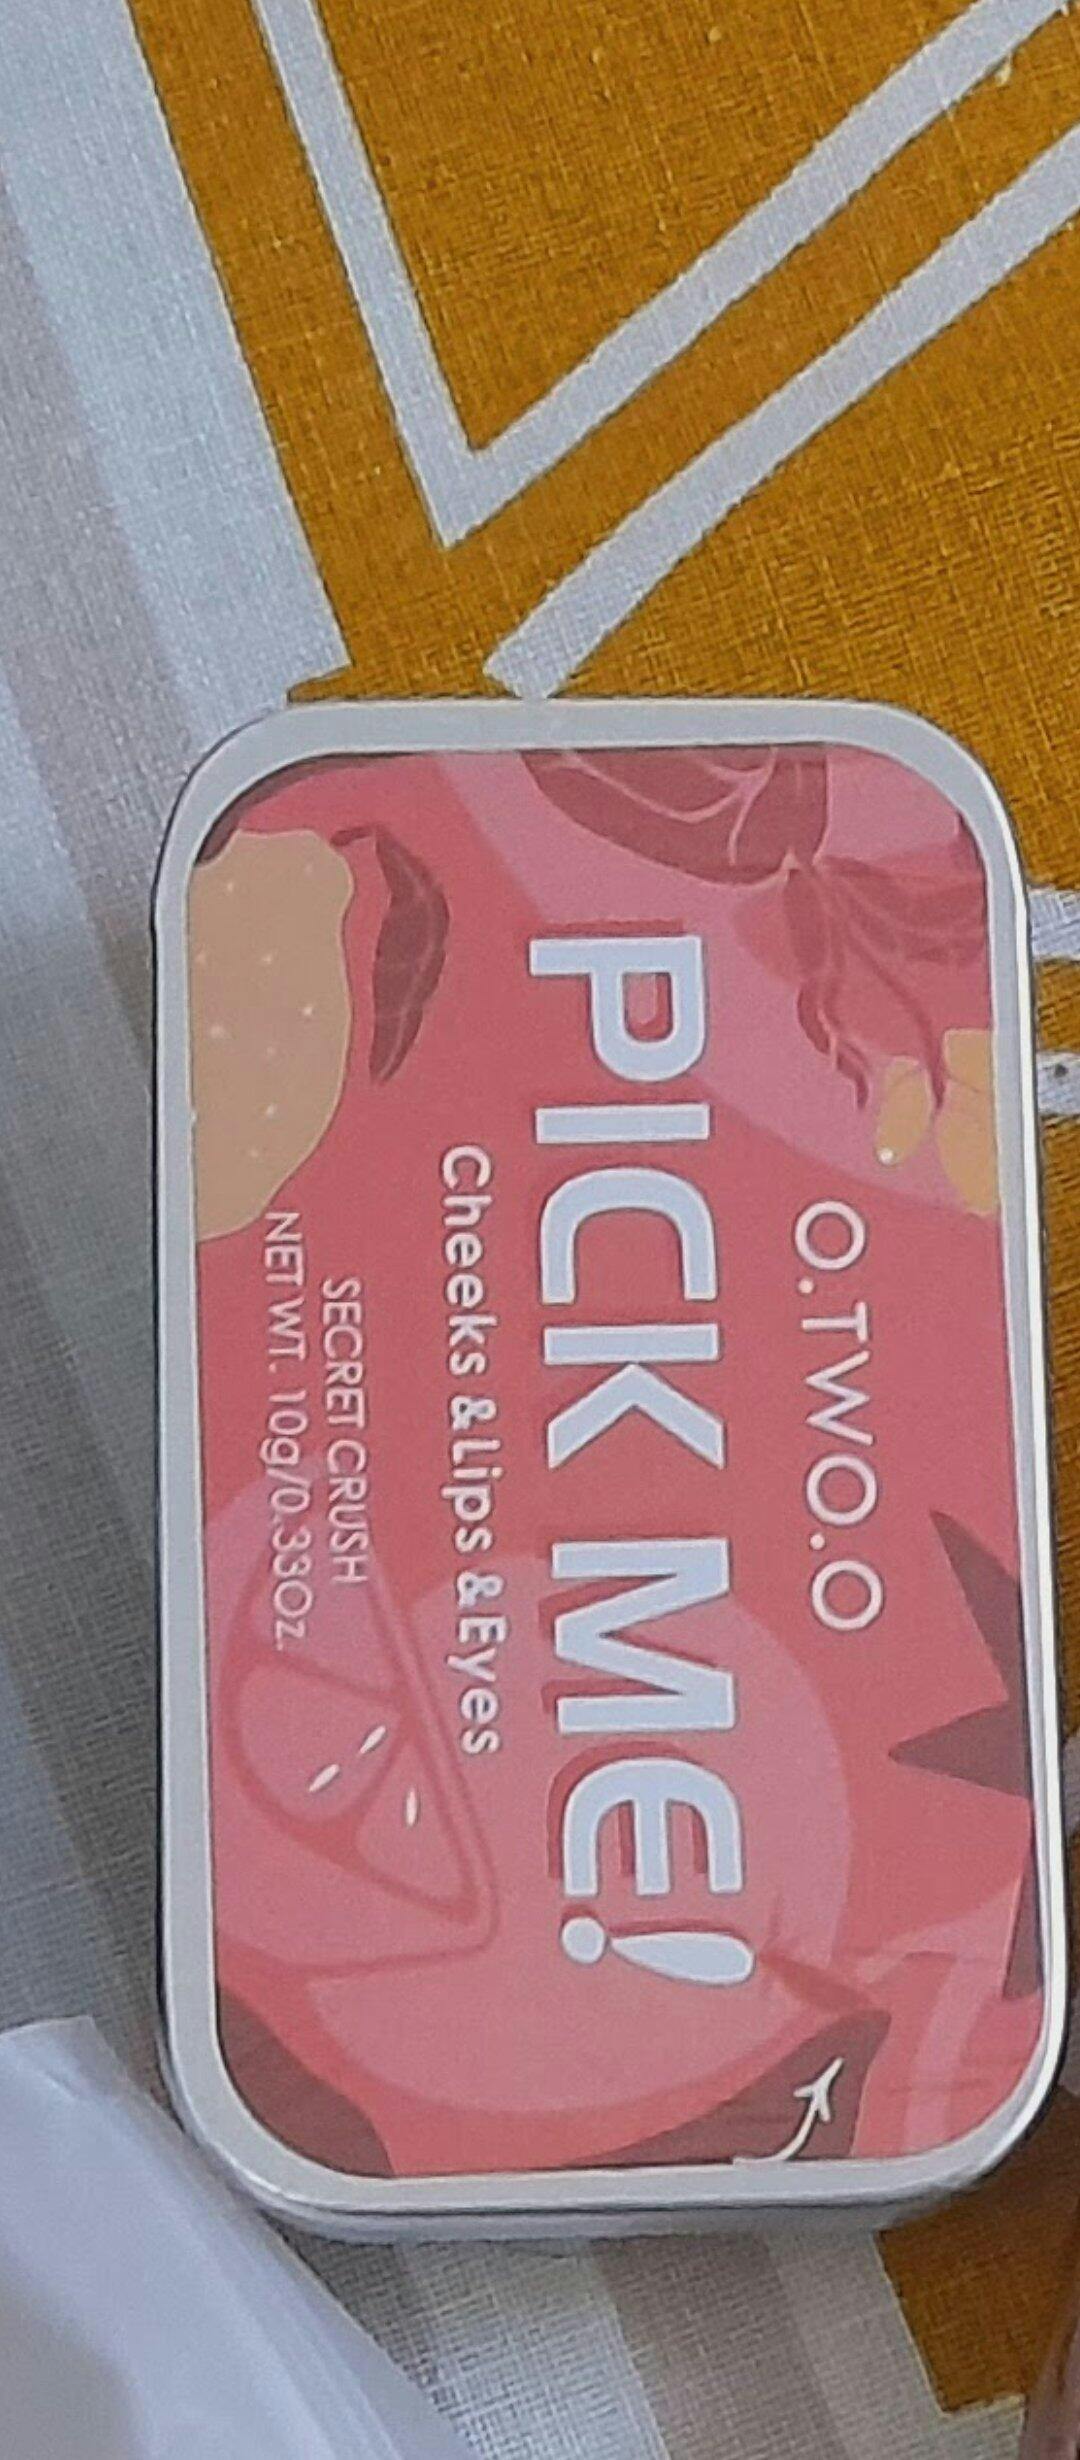 O.TWO.O
PICK ME!
Cheeks & Lips & Eyes
SECRET CRUSH
NET WT. 10g/0.33Oz.